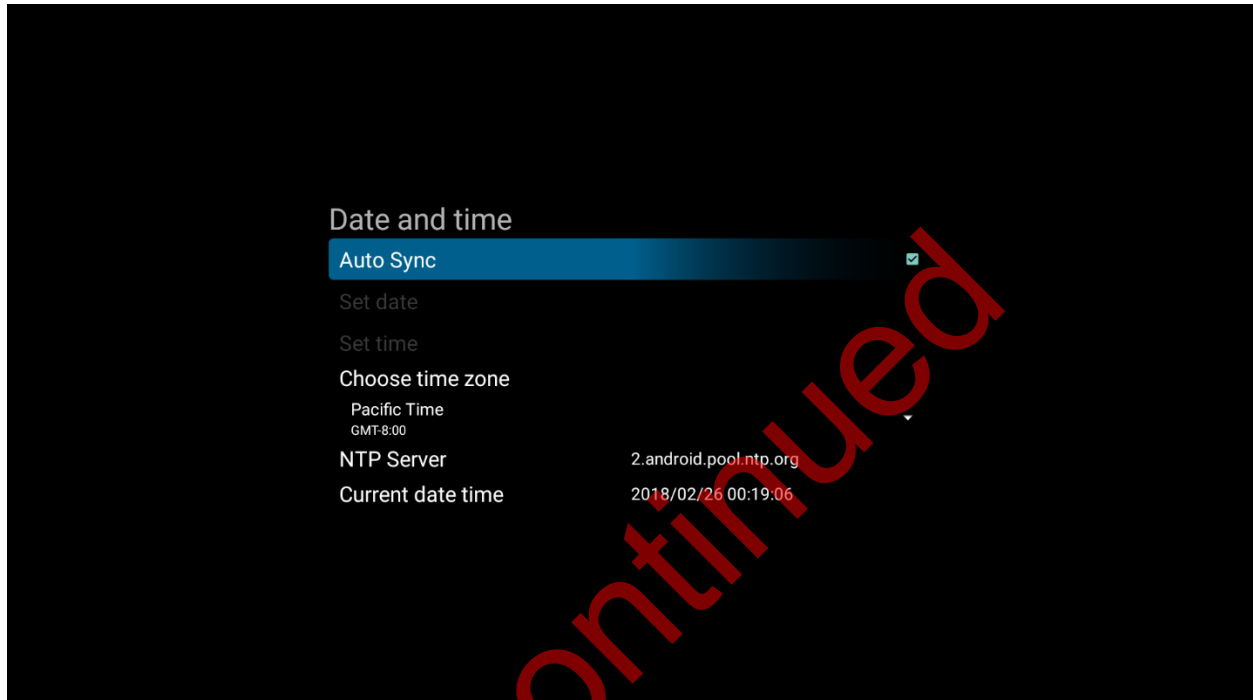 Date and time
Auto Sync
Set date
Set time
Choose time zone
Pacific Time
GMT-8:00
NTP Server 2.android.pool.ntp.org
Current date time 2018/02/26 00:19:06
ontinued